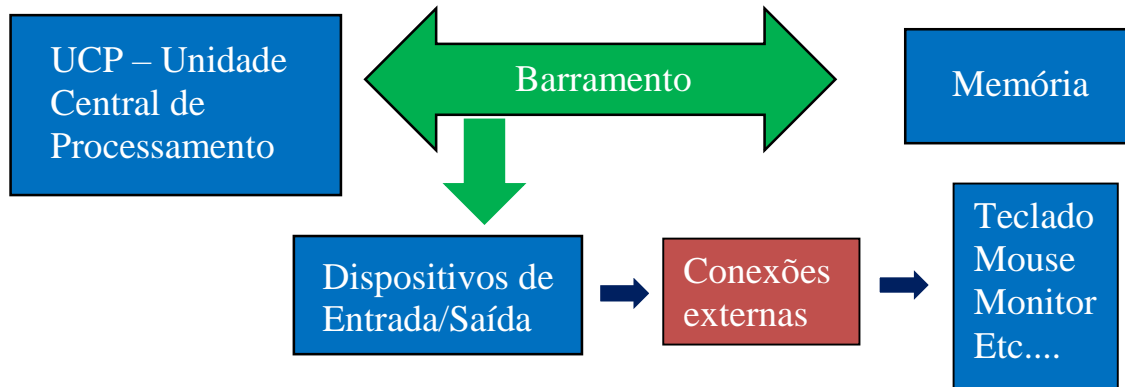 UCP – Unidade
Central de
Processamento
Barramento
Memória
Dispositivos de
Entrada/Saída
Conexões
externas
Teclado
Mouse
Monitor
Etc....